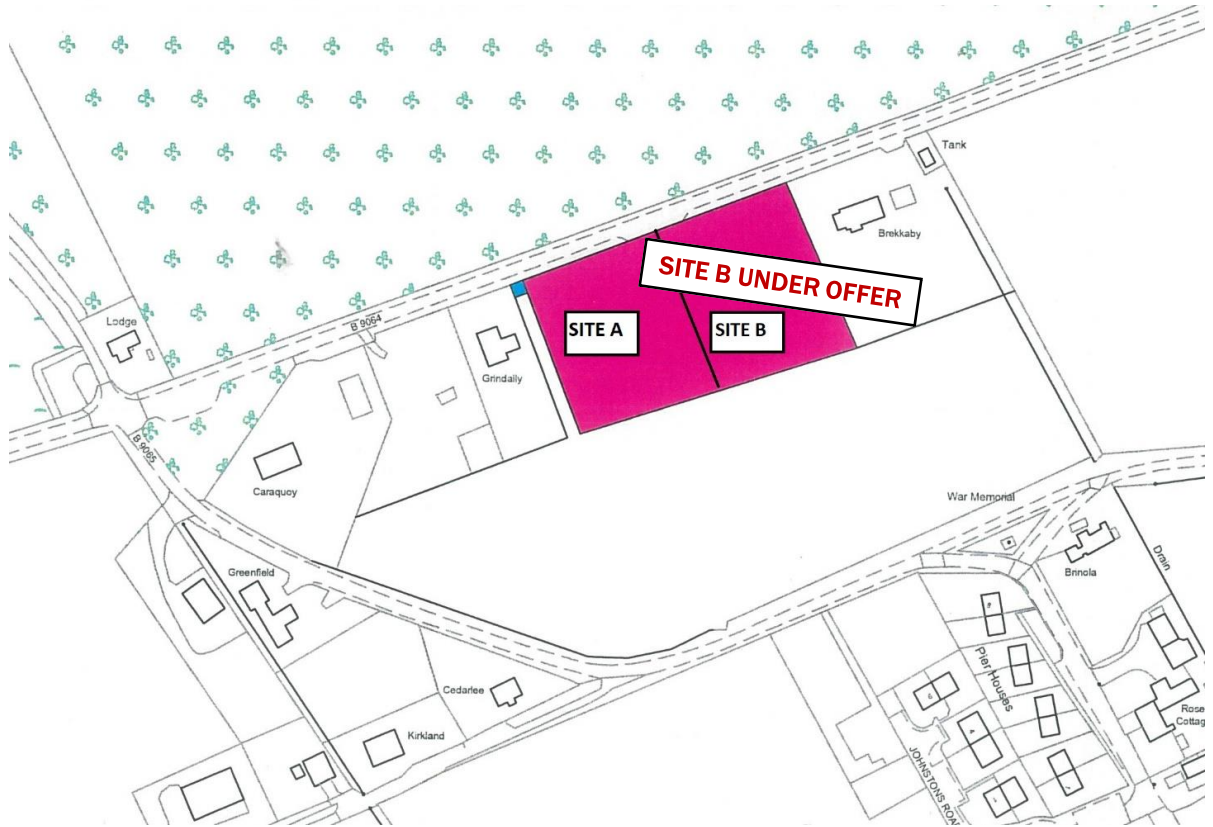 Tank
Brekkaby
SITE B UNDER OFFER
SITE A
SITE B
B 9064
Lodge
Grindally
B 9065
Caraquoy
War Memorial
Greenfield
Brinola
Drain
Pier Houses
Cedarlee
Kirkland
Rose
Cottag
JOHNSTONS ROA